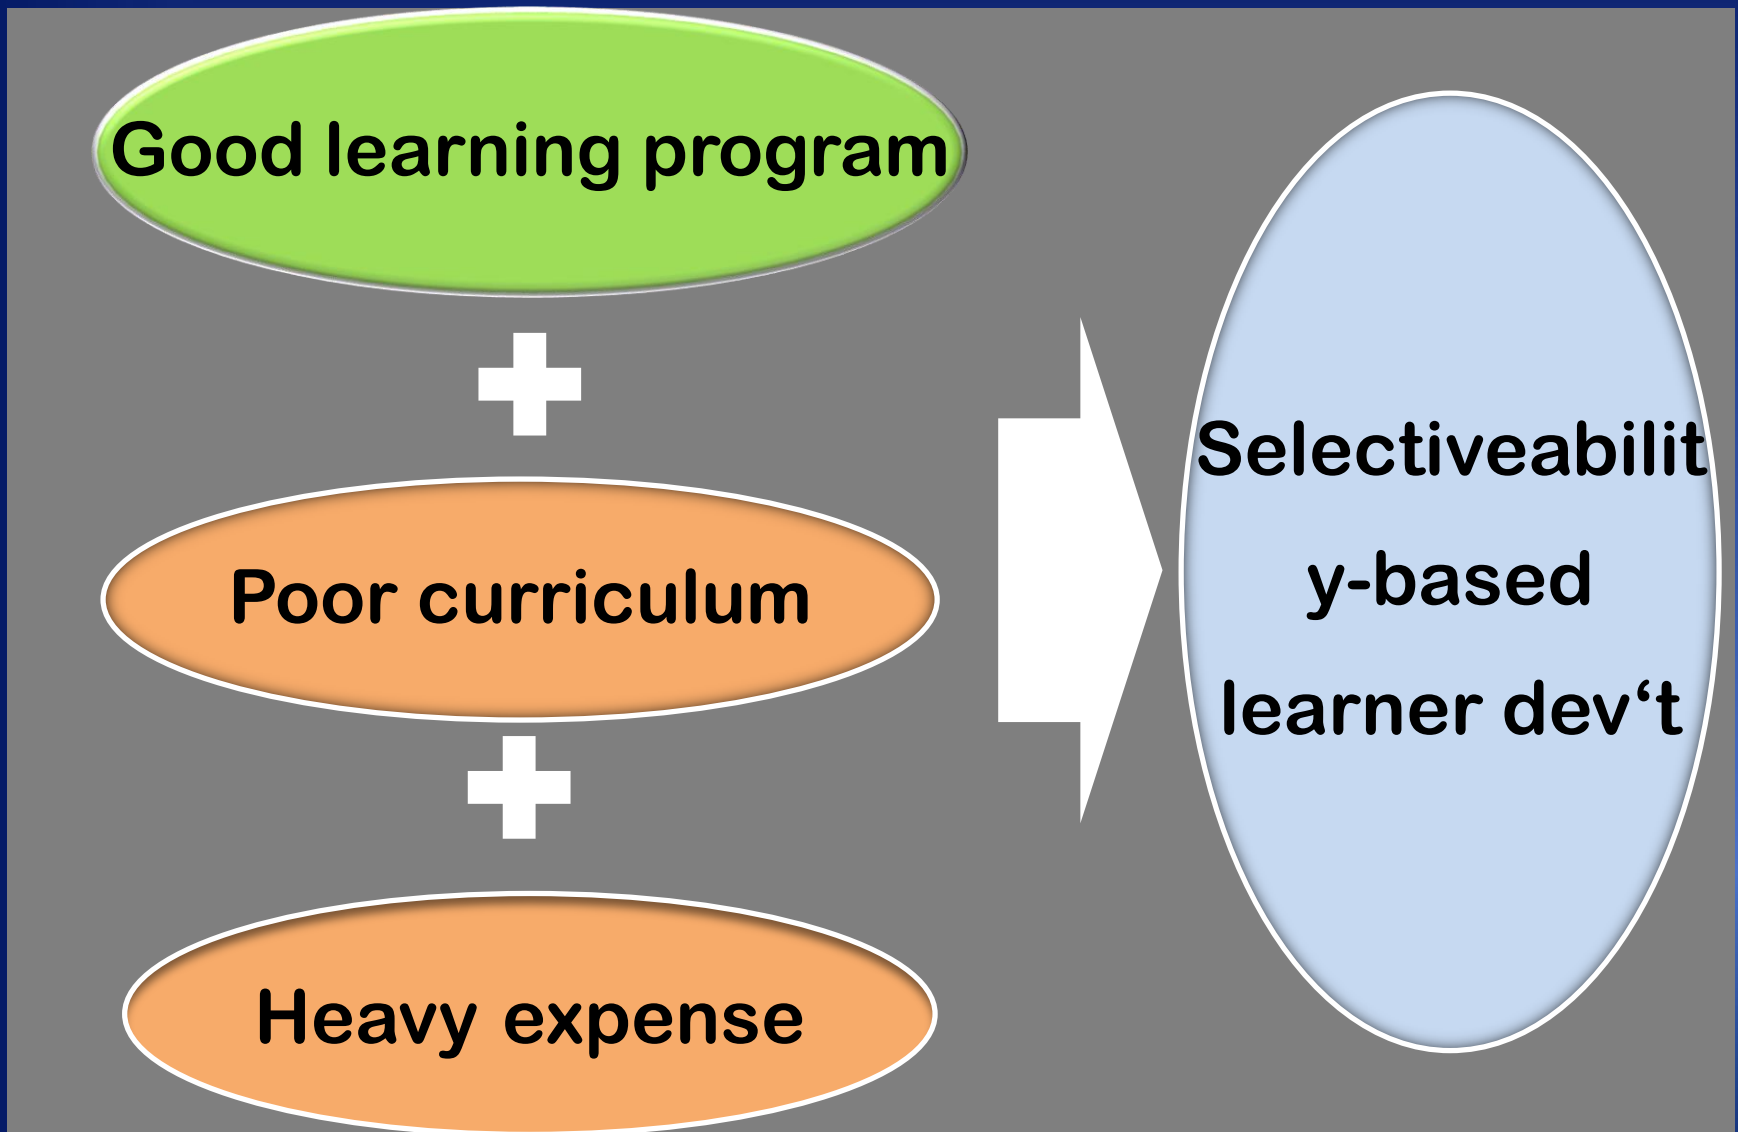 Good learning program
Poor curriculum
Heavy expense
Selectiveabilit
y-based
learner dev‘t